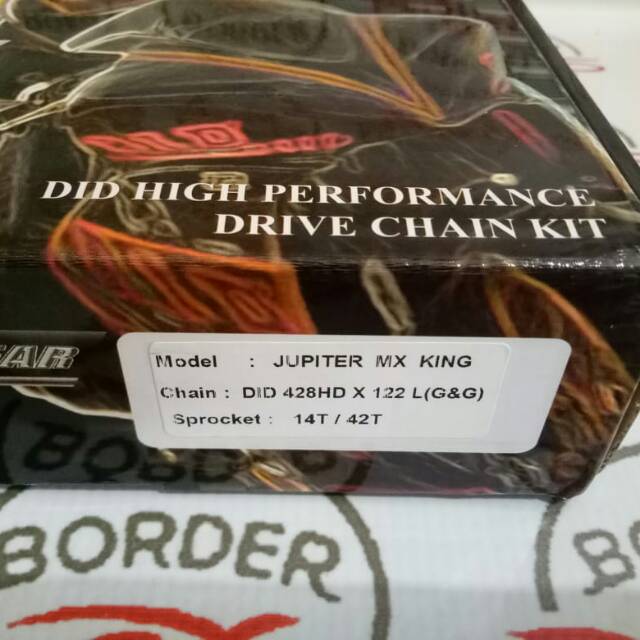 DID HIGH PERFORMANCE
DRIVE CHAIN KIT
Model : JUPITER MX KING
Chain : DID 428HD X 122 L(G&G)
Sprocket : 14T / 42T
BORDER